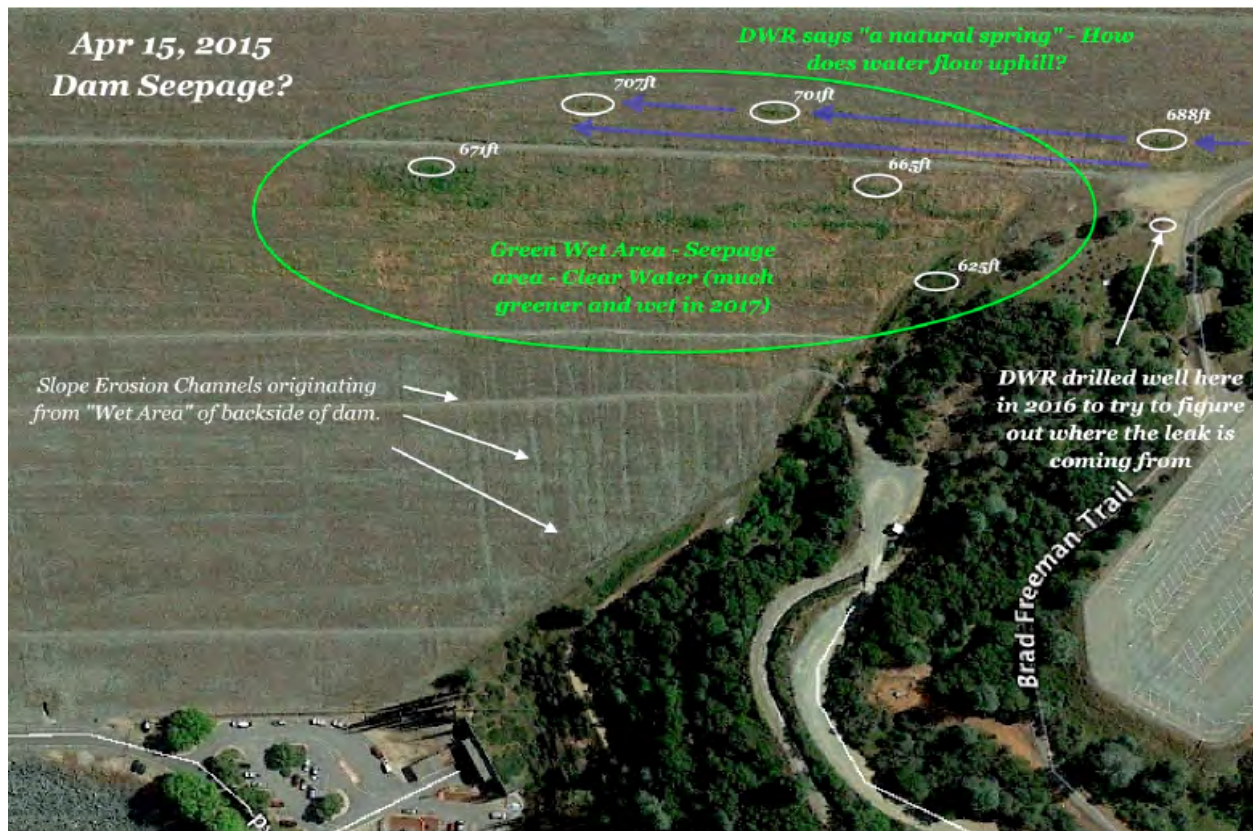 Apr 15, 2015
Dam Seepage?
DWR says "a natural spring" - How
does water flow uphill?
707ft
701ft
688ft
671ft
665ft
625ft
Green Wet Area - Seepage
area - Clear Water (much
greener and wet in 2017)
Slope Erosion Channels originating
from "Wet Area" of backside of dam.
DWR drilled well here
in 2016 to try to figure
out where the leak is
coming from
Brad Freeman Trail